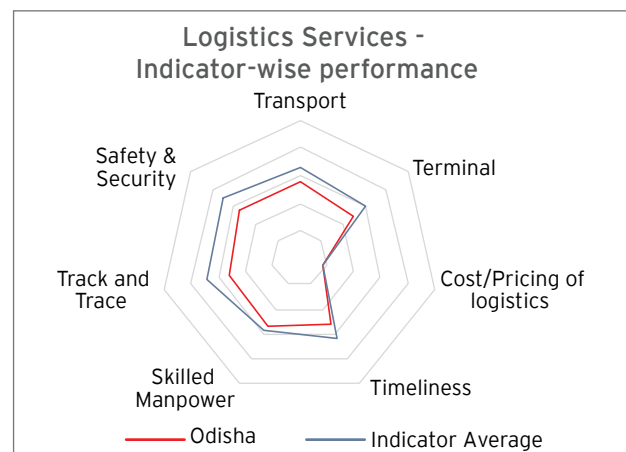 Logistics Services -
Indicator-wise performance
Transport
Safety &
Security
Terminal
Track and
Trace
Cost/Pricing of
logistics
Skilled
Manpower
Timeliness
Odisha
Indicator Average